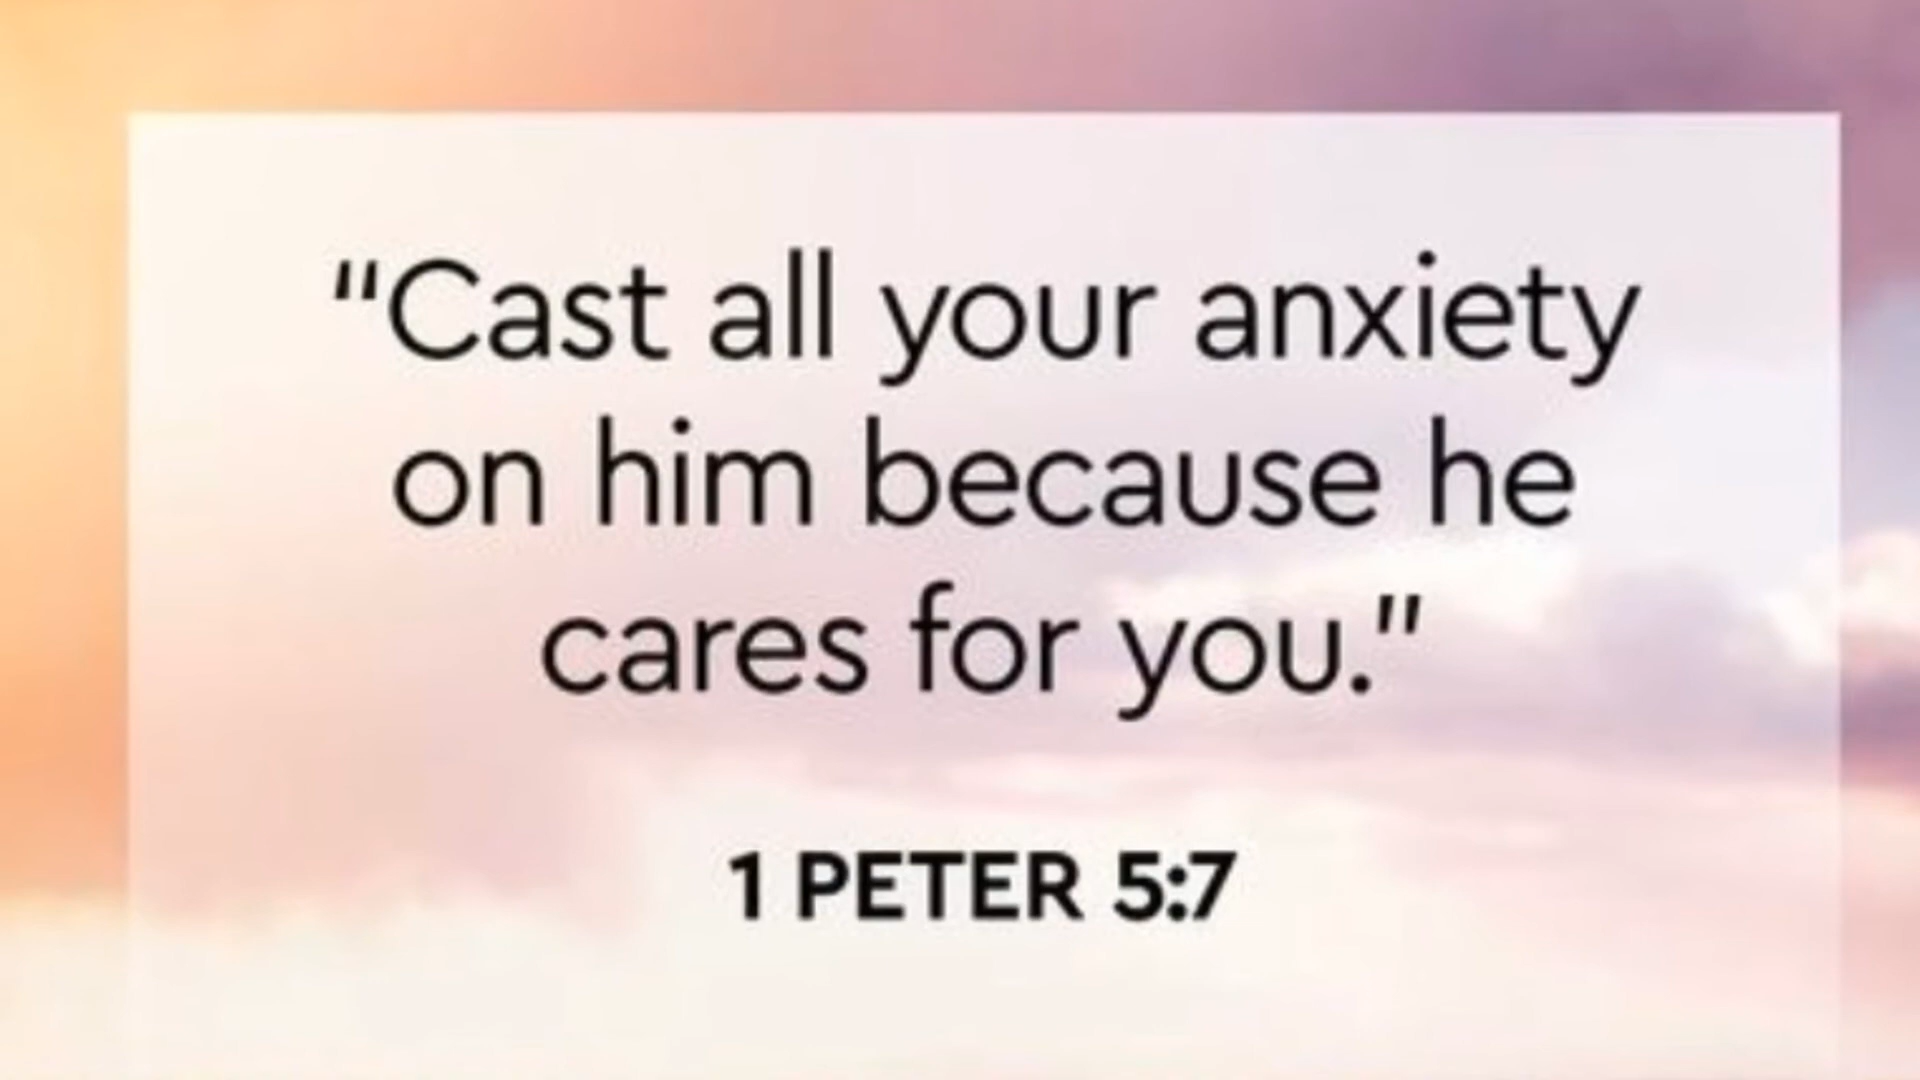 "Cast all your anxiety
on him because he
cares for you."
1 PETER 5:7